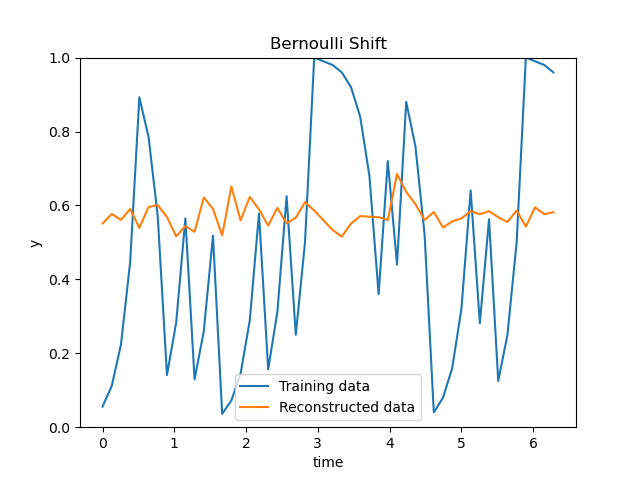 Bernoulli Shift
1.0
0.8
0.6
0.4
0.2
0.0
y
Training data
Reconstructed data
0 1 2 3 4 5 6
time